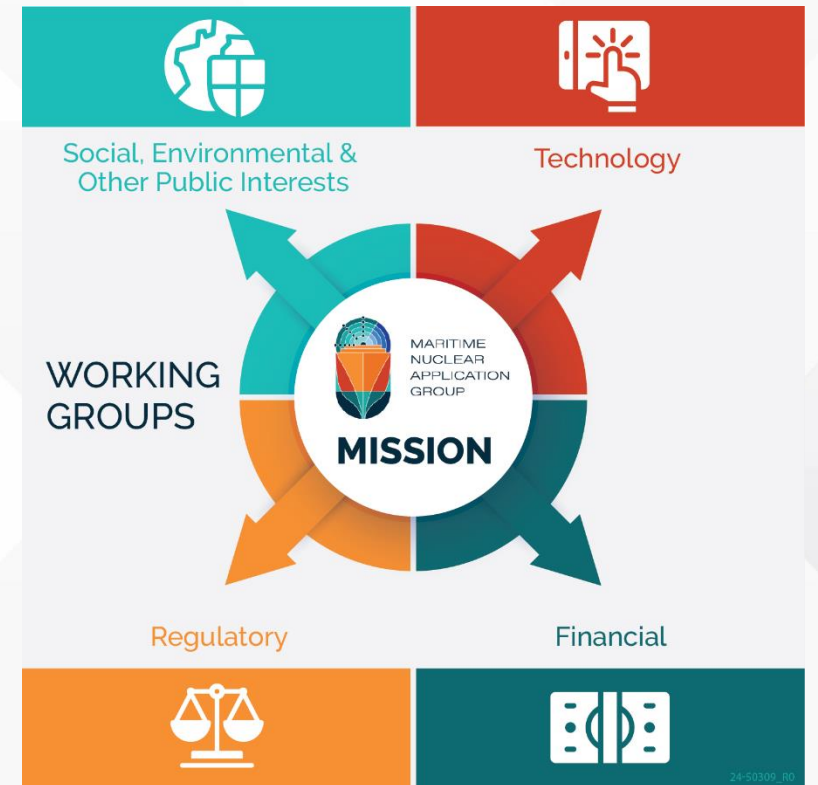 Social, Environmental &
Other Public Interests
Technology
WORKING
GROUPS
MARITIME
NUCLEAR
APPLICATION
GROUP
MISSION
Regulatory
Financial
24-50309_R0